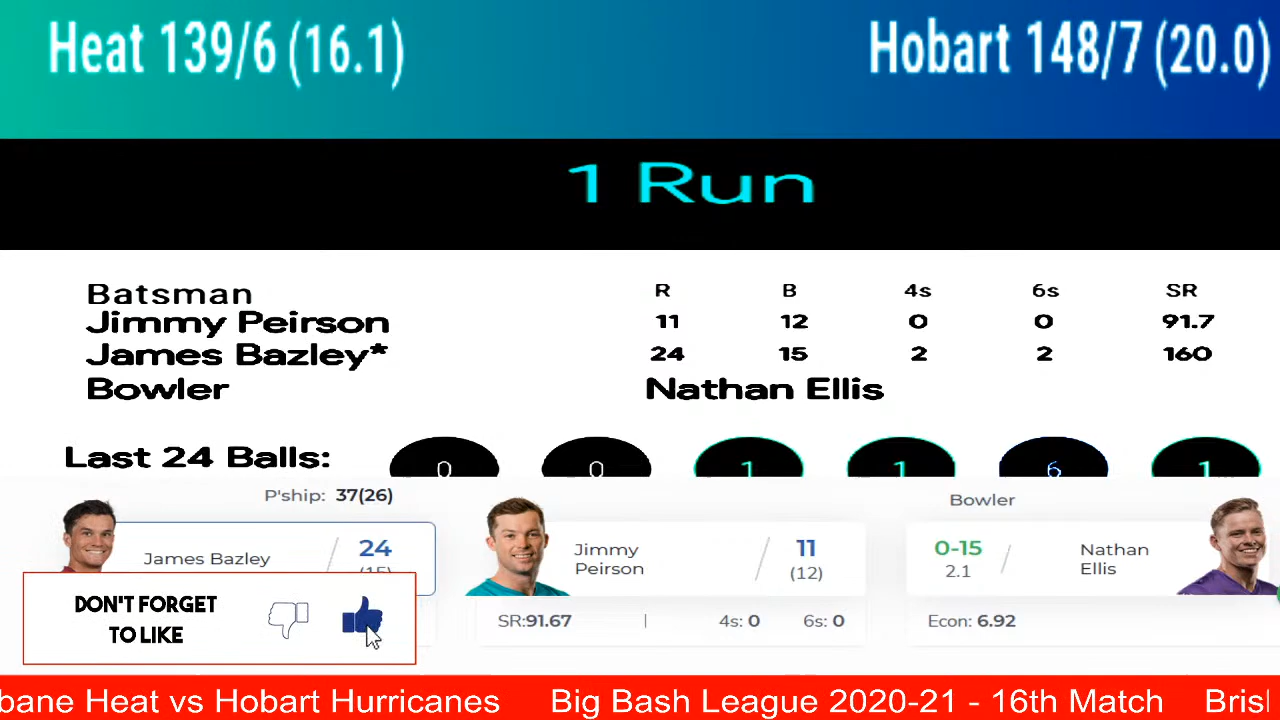 Heat 139/6 (16.1)
Hobart 148/7 (20.0)
1 Run
Batsman R B 4s 6s SR
Jimmy Peirson 11 12 0 0 91.7
James Bazley* 24 15 2 2 160
Bowler Nathan Ellis
Last 24 Balls: 0 0 1 1 6 1
P'ship: 37(26)
James Bazley 24
(15)
Jimmy
Peirson
11
(12)
SR:91.67 | 4s: 0 6s: 0
Bowler
0-15
2.1
Nathan
Ellis
Econ: 6.92
DON'T FORGET
TO LIKE
bane Heat vs Hobart Hurricanes Big Bash League 2020-21 - 16th Match Brisl